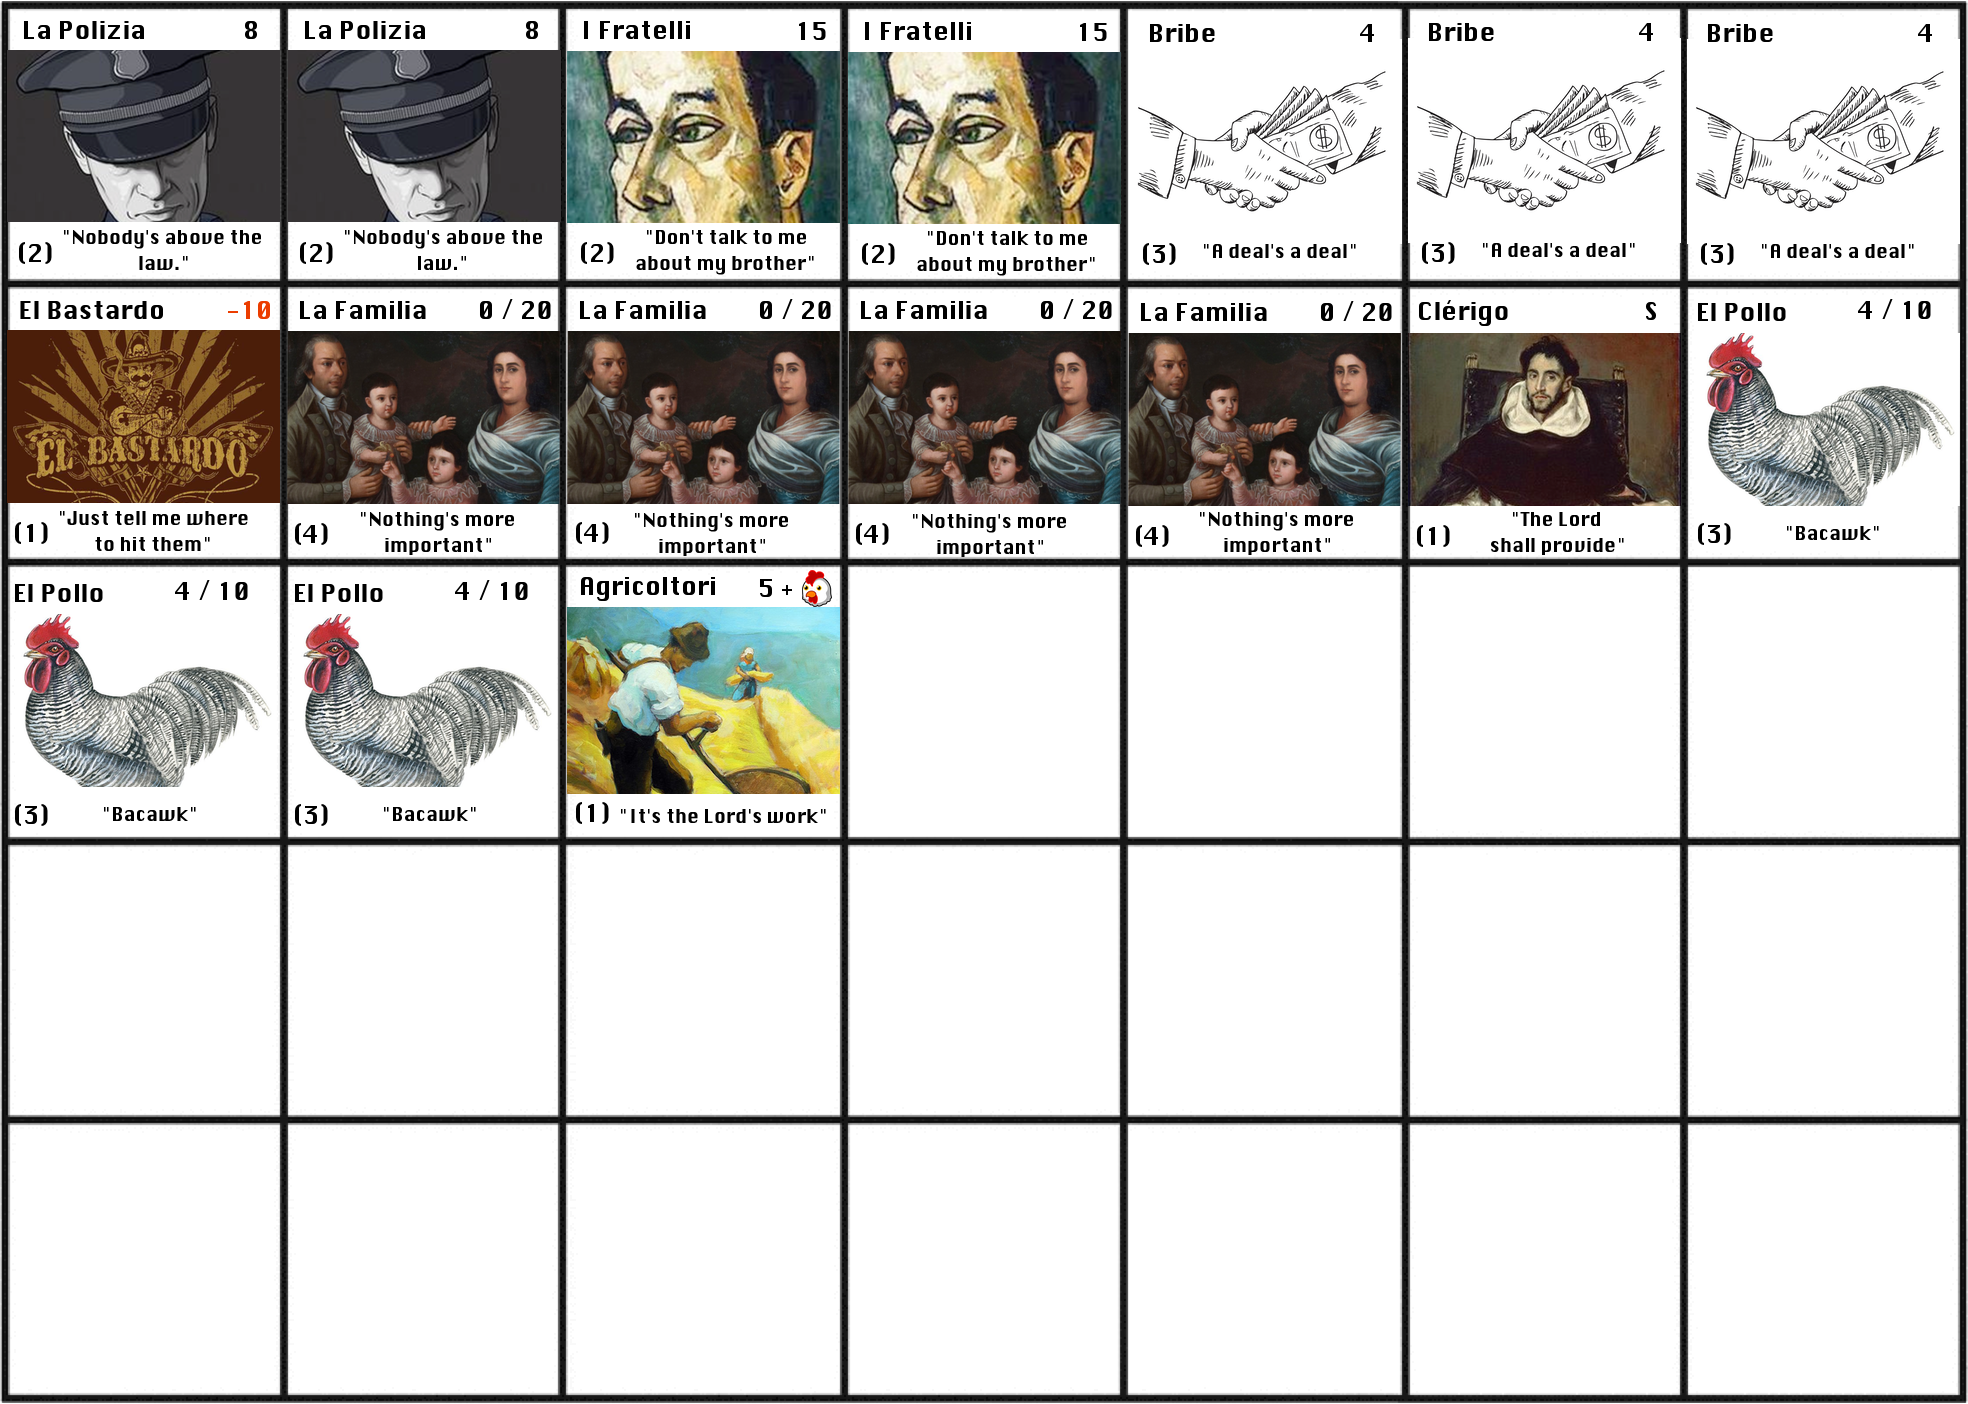 La Polizia 8
(2) "Nobody's above the
law."
La Polizia 8
(2) "Nobody's above the
law."
I Fratelli 15
(2) "Don't talk to me
about my brother"
I Fratelli 15
(2) "Don't talk to me
about my brother"
Bribe 4
$
(3) "A deal's a deal"
Bribe 4
$
(3) "A deal's a deal"
Bribe 4
$
(3) "A deal's a deal"
El Bastardo -10
EL BASTARDO
(1) "Just tell me where
to hit them"
La Familia 0 / 20
(4) "Nothing's more
important"
La Familia 0 / 20
(4) "Nothing's more
important"
La Familia 0 / 20
(4) "Nothing's more
important"
La Familia 0 / 20
(4) "Nothing's more
important"
Clérigo S
(1) "The Lord
shall provide"
El Pollo 4 / 10
(3) "Bacawk"
El Pollo 4 / 10
(3) "Bacawk"
El Pollo 4 / 10
(3) "Bacawk"
Agricoltori 5 +
(1) "It's the Lord's work"